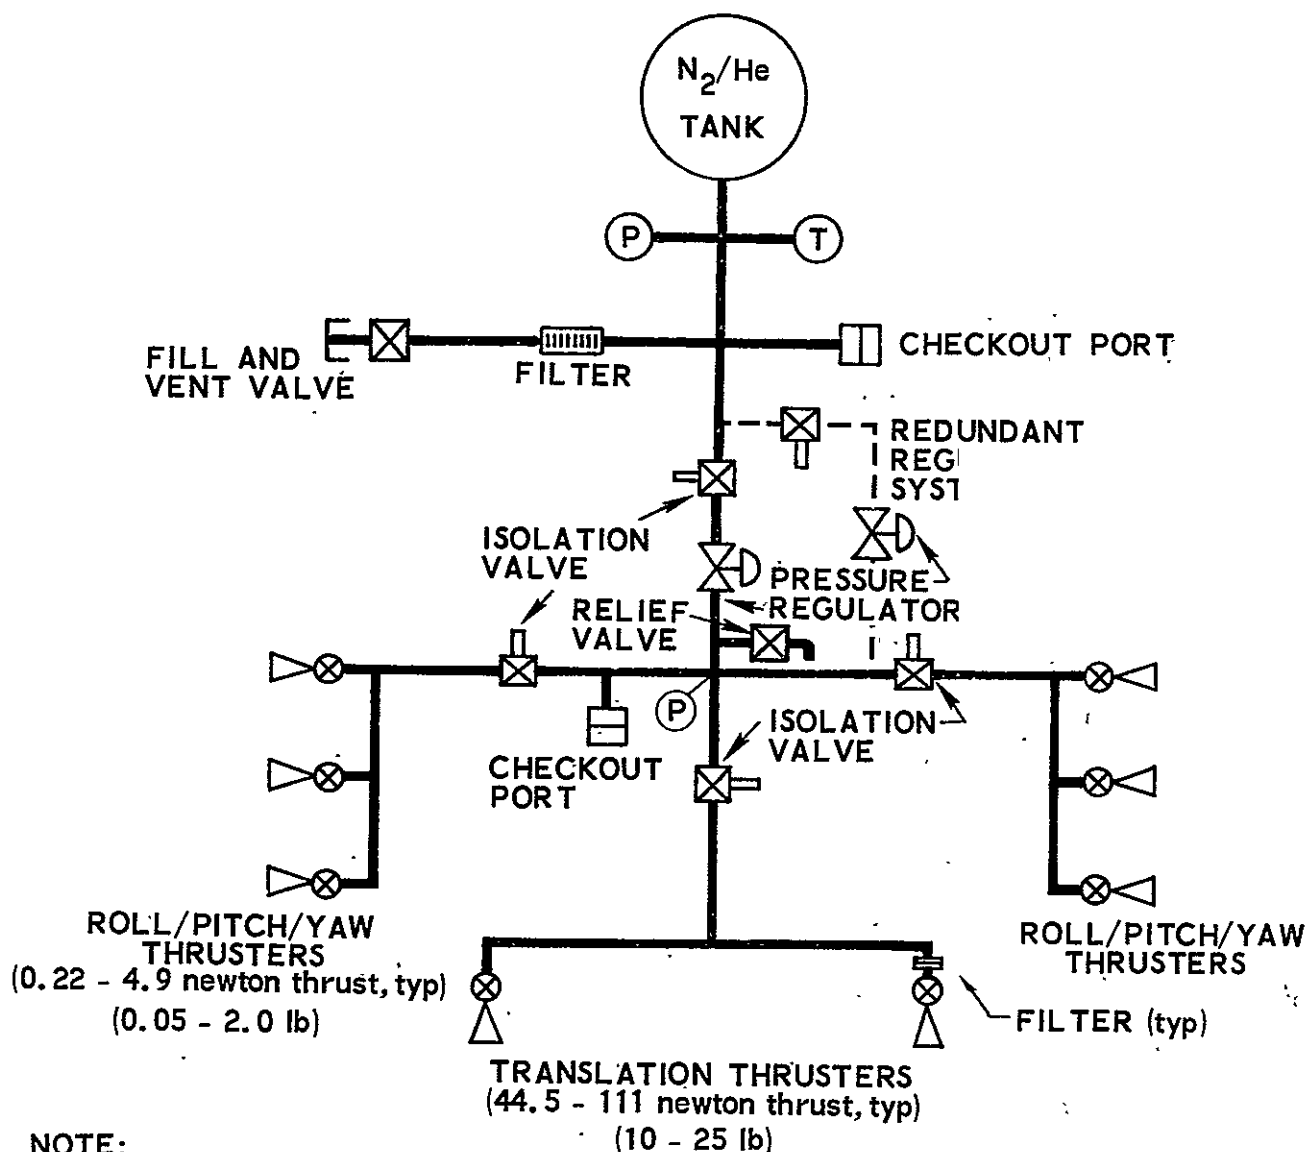 N2/He
TANK
P
T
FILL AND
VENT VALVE
FILTER
CHECKOUT PORT
REDUNDANT
REG
SYST
ISOLATION
VALVE
PRESSURE
REGULATOR
RELIEF
VALVE
P
ISOLATION
VALVE
CHECKOUT
PORT
ROLL/PITCH/YAW
THRUSTERS
(0.22 - 4.9 newton thrust, typ)
(0.05 - 2.0 lb)
ROLL/PITCH/YAW
THRUSTERS
FILTER (typ)
TRANSLATION THRUSTERS
(44.5 - 111 newton thrust, typ)
(10 - 25 lb)
NOTE: